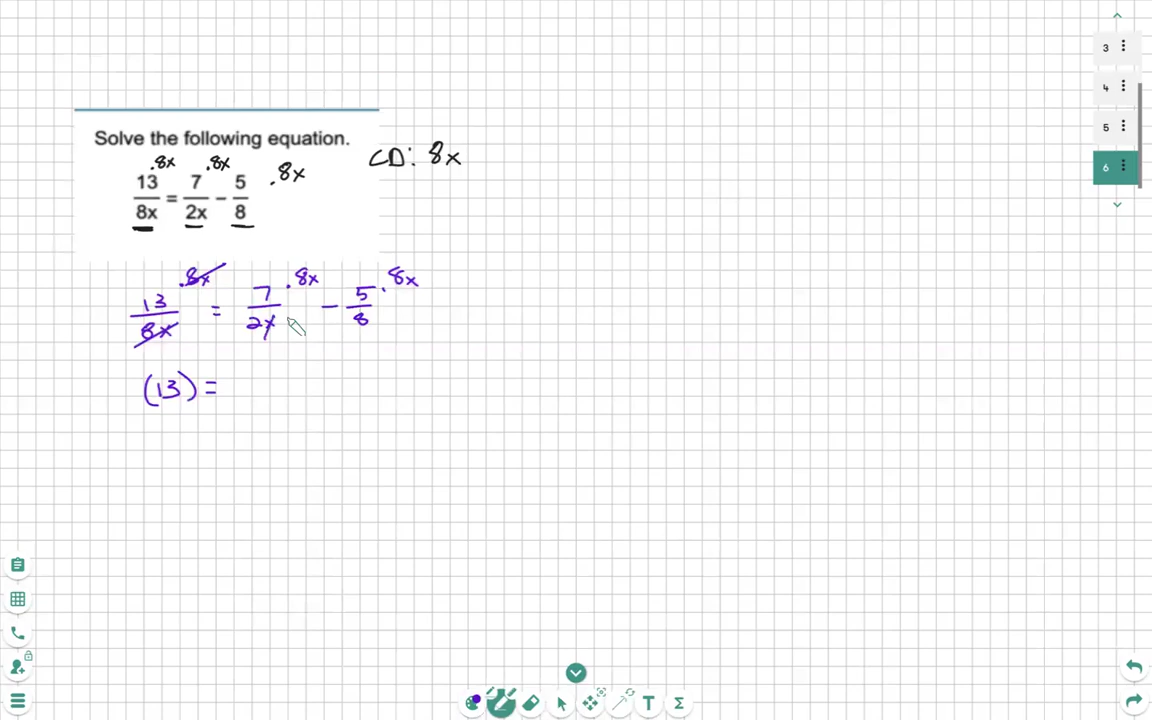 3
4
5
6
Solve the following equation.
.8x .8x .8x
13/8x = 7/2x - 5/8
CD: 8x
.8x .8x .8x
13/8x = 7/2x - 5/8
(13) =
T
Σ